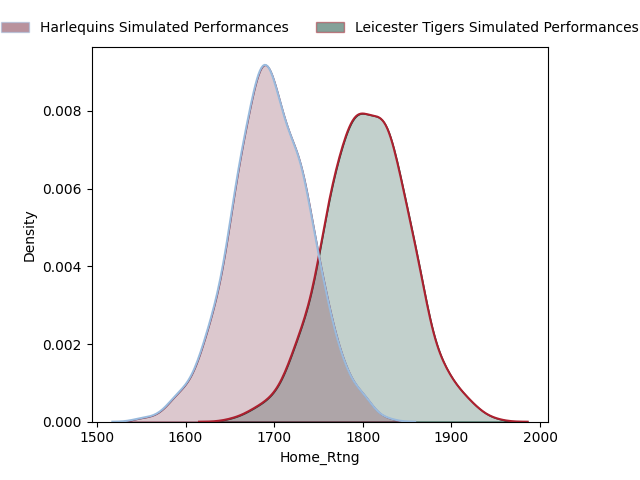 Harlequins Simulated Performances Leicester Tigers Simulated Performances
0.008
0.006
0.004
0.002
0.000
Density
1500 1600 1700 1800 1900 2000
Home_Rtng